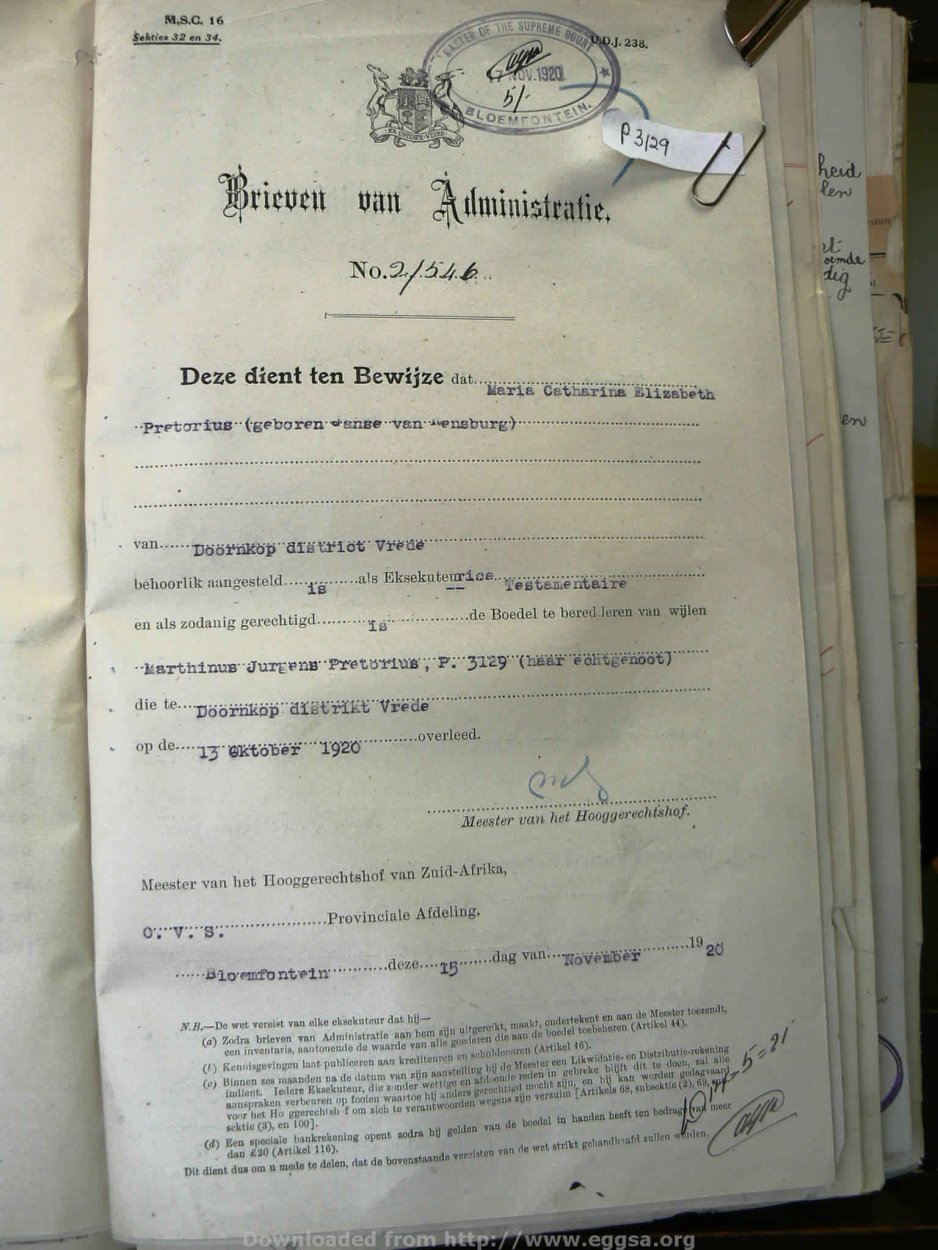 M.S.C. 16
Sekties 32 en 34.
U.D.J. 238.
MASTER OF THE SUPREME COURT
NOV. 1920
5/-
BLOEMFONTEIN.
P 3129
Brieven van Administratie.
No. 2/546
Deze dient ten Bewijze dat Maria Catharina Elizabeth
Pretorius (geboren Janse van Rensburg)
van Doornkop district Vrede
behoorlijk aangesteld is als Eksekuteurice Testamentaire
en als zodanig gerechtigd is de Boedel te beredderen van wijlen
Marthinus Jurgens Pretorius, P. 3129 (haar echtgenoot)
die te Doornkop distrikt Vrede
op de 13 Oktober 1920 overleed.
Meester van het Hooggerechtshof.
Meester van het Hooggerechtshof van Zuid-Afrika,
O. V. S. Provinciale Afdeling.
Bloemfontein deze 15 dag van November 1920
N.B.—De wet vereist van elke eksekuteur dat hij—
(a) Zodra brieven van Administratie aan hem zijn uitgereikt, maakt, ondertekent en aan de Meester toezendt,
een inventaris, aantonende de waarde van alle goederen die aan de boedel toebehoren (Artikel 44).
(b) Kennisgevingen laat publiceren aan krediteuren en schuldenaren (Artikel 46).
(c) Binnen zes maanden na de datum van zijn aanstelling bij de Meester een Likwidatie- en Distributie-rekening
indient. Iedere Eksekuteur, die zonder wettige en afdoende reden in gebreke blijft dit te doen, zal alle
aanspraken verbeuren op fooien waartoe hij anders gerechtigd mocht zijn, en hij kan worden gedagvaard
voor het Hooggerechtshof om zich te verantwoorden wegens zijn verzuim [Artikels 68, subsektie (2), 69,
sektie (3), en 100].
(d) Een speciale bankrekening opent zodra hij gelden van de boedel in handen heeft ten bedrage van meer
dan £20 (Artikel 116).
Dit dient dus om u mede te delen, dat de bovenstaande vereisten van de wet strikt gehandhaafd zullen worden.
5=21
heid
len
dig
en
Downloaded from http://www.eggsa.org